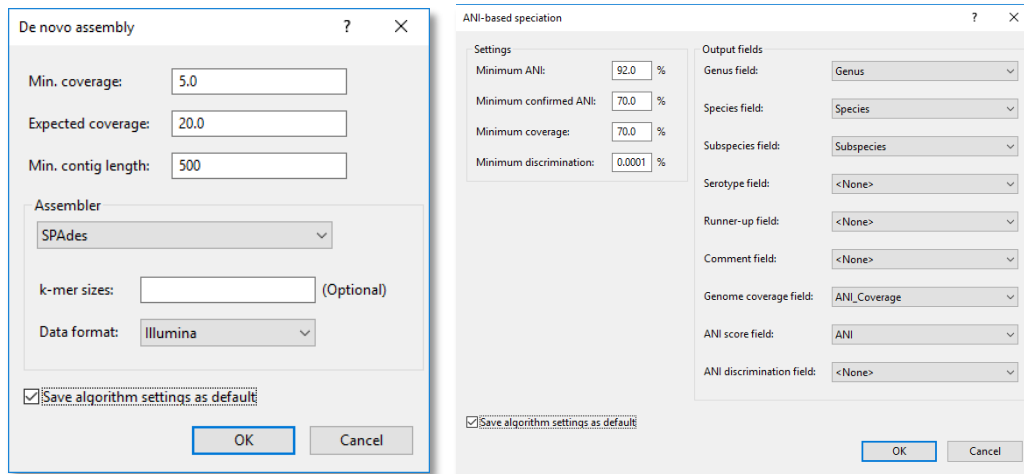 De novo assembly ? ×
Min. coverage: 5.0
Expected coverage: 20.0
Min. contig length: 500
Assembler
SPAdes
k-mer sizes: (Optional)
Data format: Illumina
Save algorithm settings as default
OK Cancel
ANI-based speciation ? ×
Settings
Minimum ANI: 92.0 %
Minimum confirmed ANI: 70.0 %
Minimum coverage: 70.0 %
Minimum discrimination: 0.0001 %
Output fields
Genus field: Genus
Species field: Species
Subspecies field: Subspecies
Serotype field: <None>
Runner-up field: <None>
Comment field: <None>
Genome coverage field: ANI_Coverage
ANI score field: ANI
ANI discrimination field: <None>
Save algorithm settings as default
OK Cancel